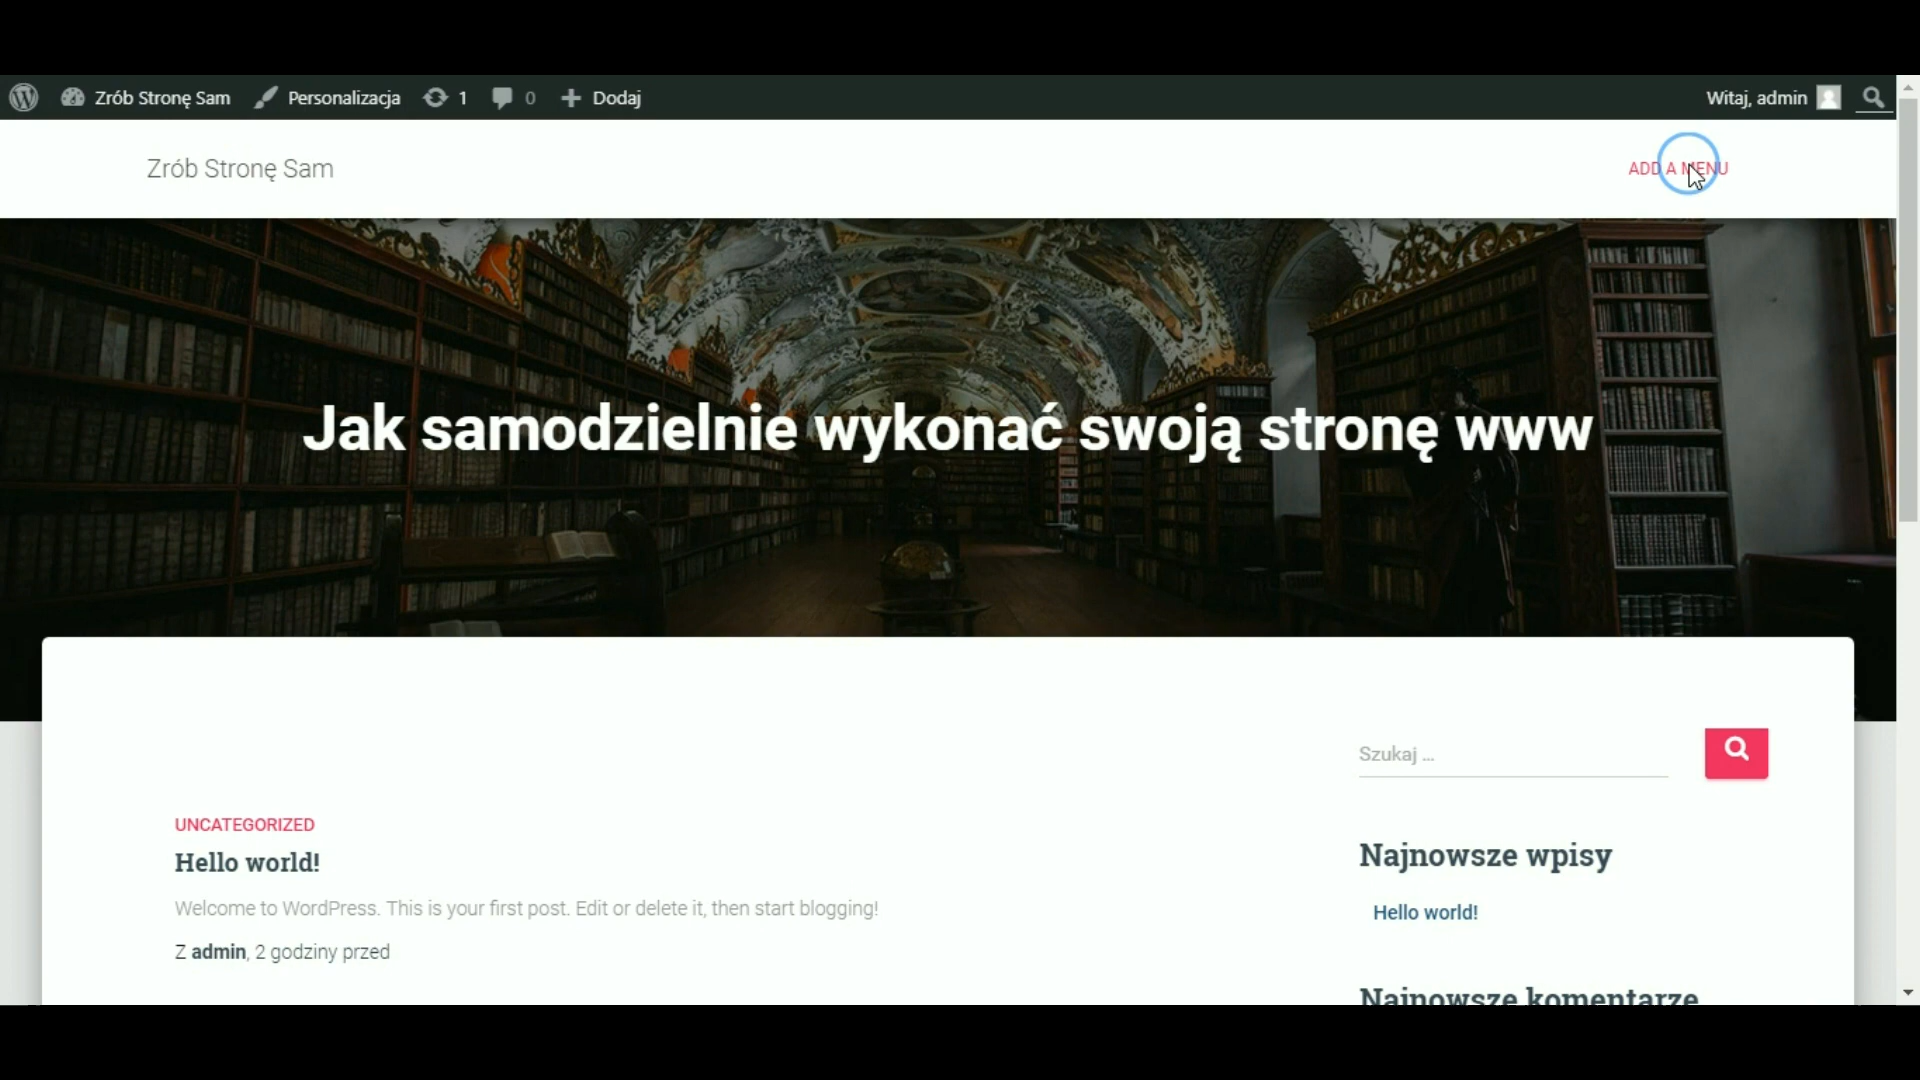 Zrób Stronę Sam Personalizacja 1 0 Dodaj Witaj, admin
Zrób Stronę Sam ADD A MENU
Jak samodzielnie wykonać swoją stronę www
Szukaj ...
UNCATEGORIZED
Hello world!
Welcome to WordPress. This is your first post. Edit or delete it, then start blogging!
Z admin, 2 godziny przed
Najnowsze wpisy
Hello world!
Najnowsze komentarze